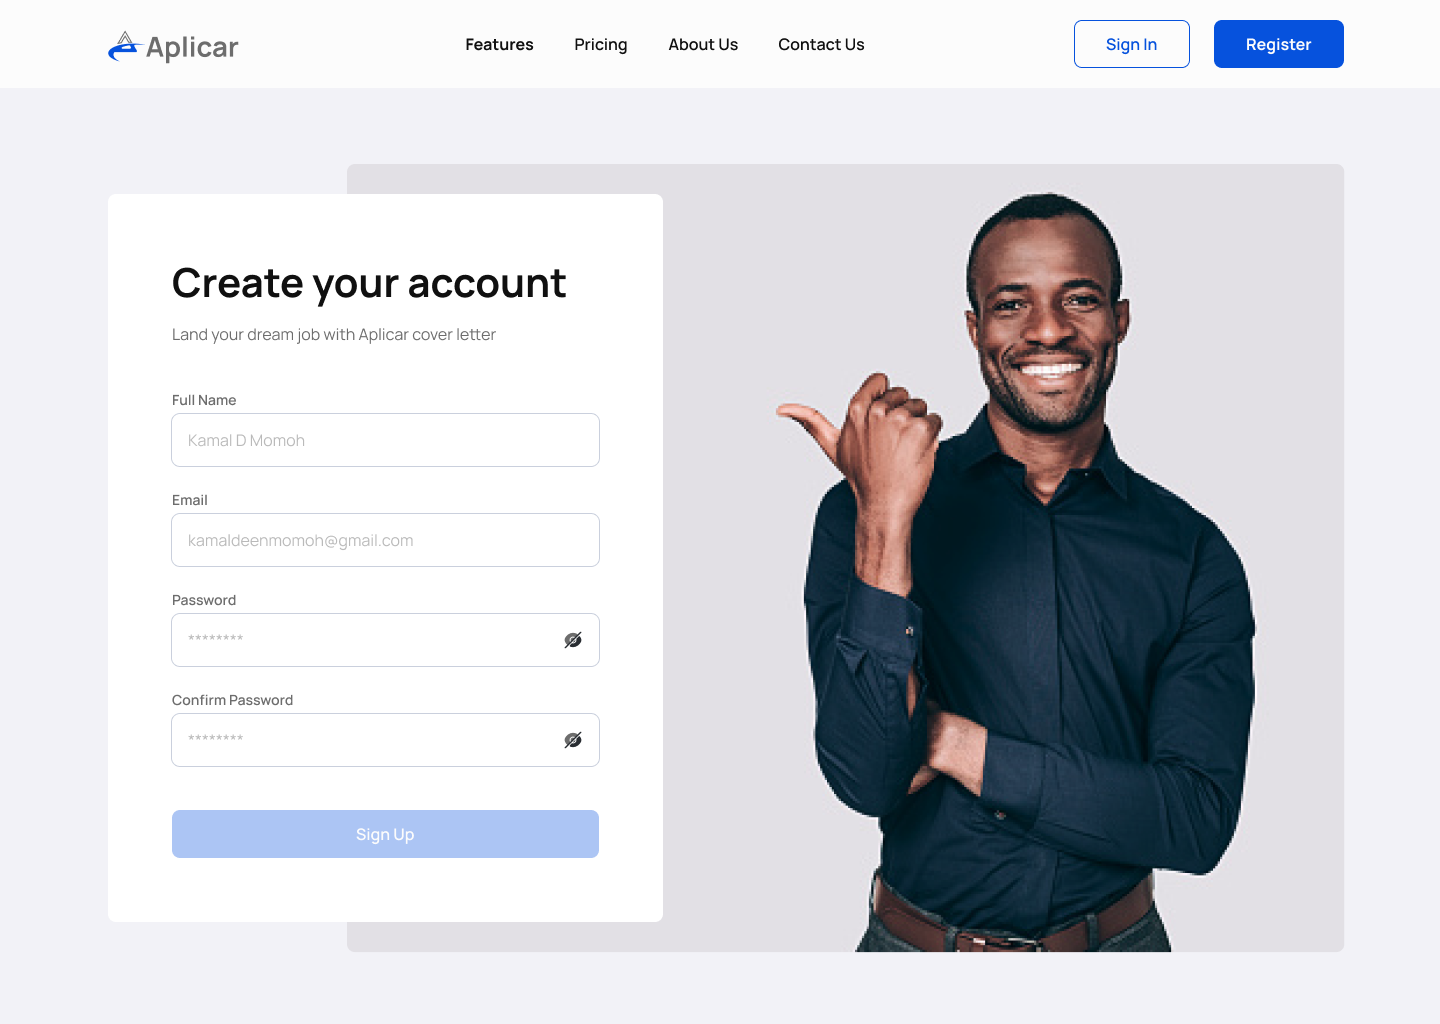 Aplicar
Features
Pricing
About Us
Contact Us
Sign In
Register
Create your account
Land your dream job with Aplicar cover letter
Full Name
Kamal D Momoh
Email
kamaldeenmomoh@gmail.com
Password
********
Confirm Password
********
Sign Up